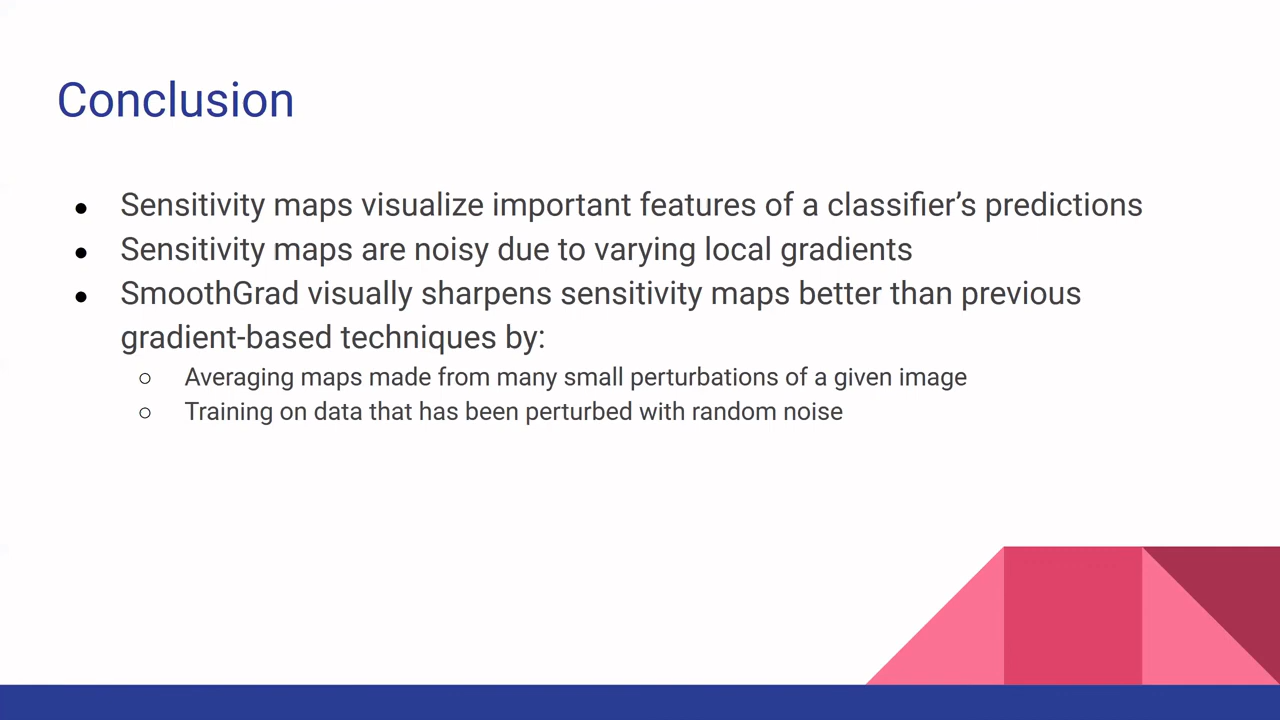 Conclusion
● Sensitivity maps visualize important features of a classifier’s predictions
● Sensitivity maps are noisy due to varying local gradients
● SmoothGrad visually sharpens sensitivity maps better than previous
gradient-based techniques by:
○ Averaging maps made from many small perturbations of a given image
○ Training on data that has been perturbed with random noise